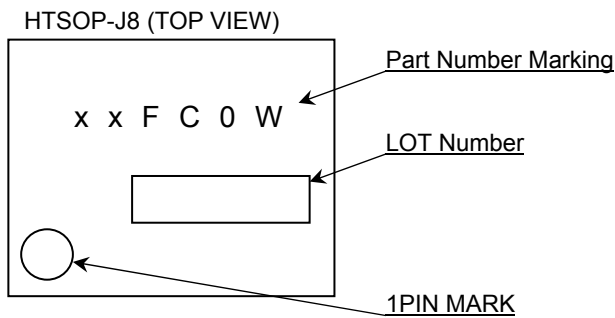 HTSOP-J8 (TOP VIEW)
Part Number Marking
x x F C 0 W
LOT Number
1PIN MARK